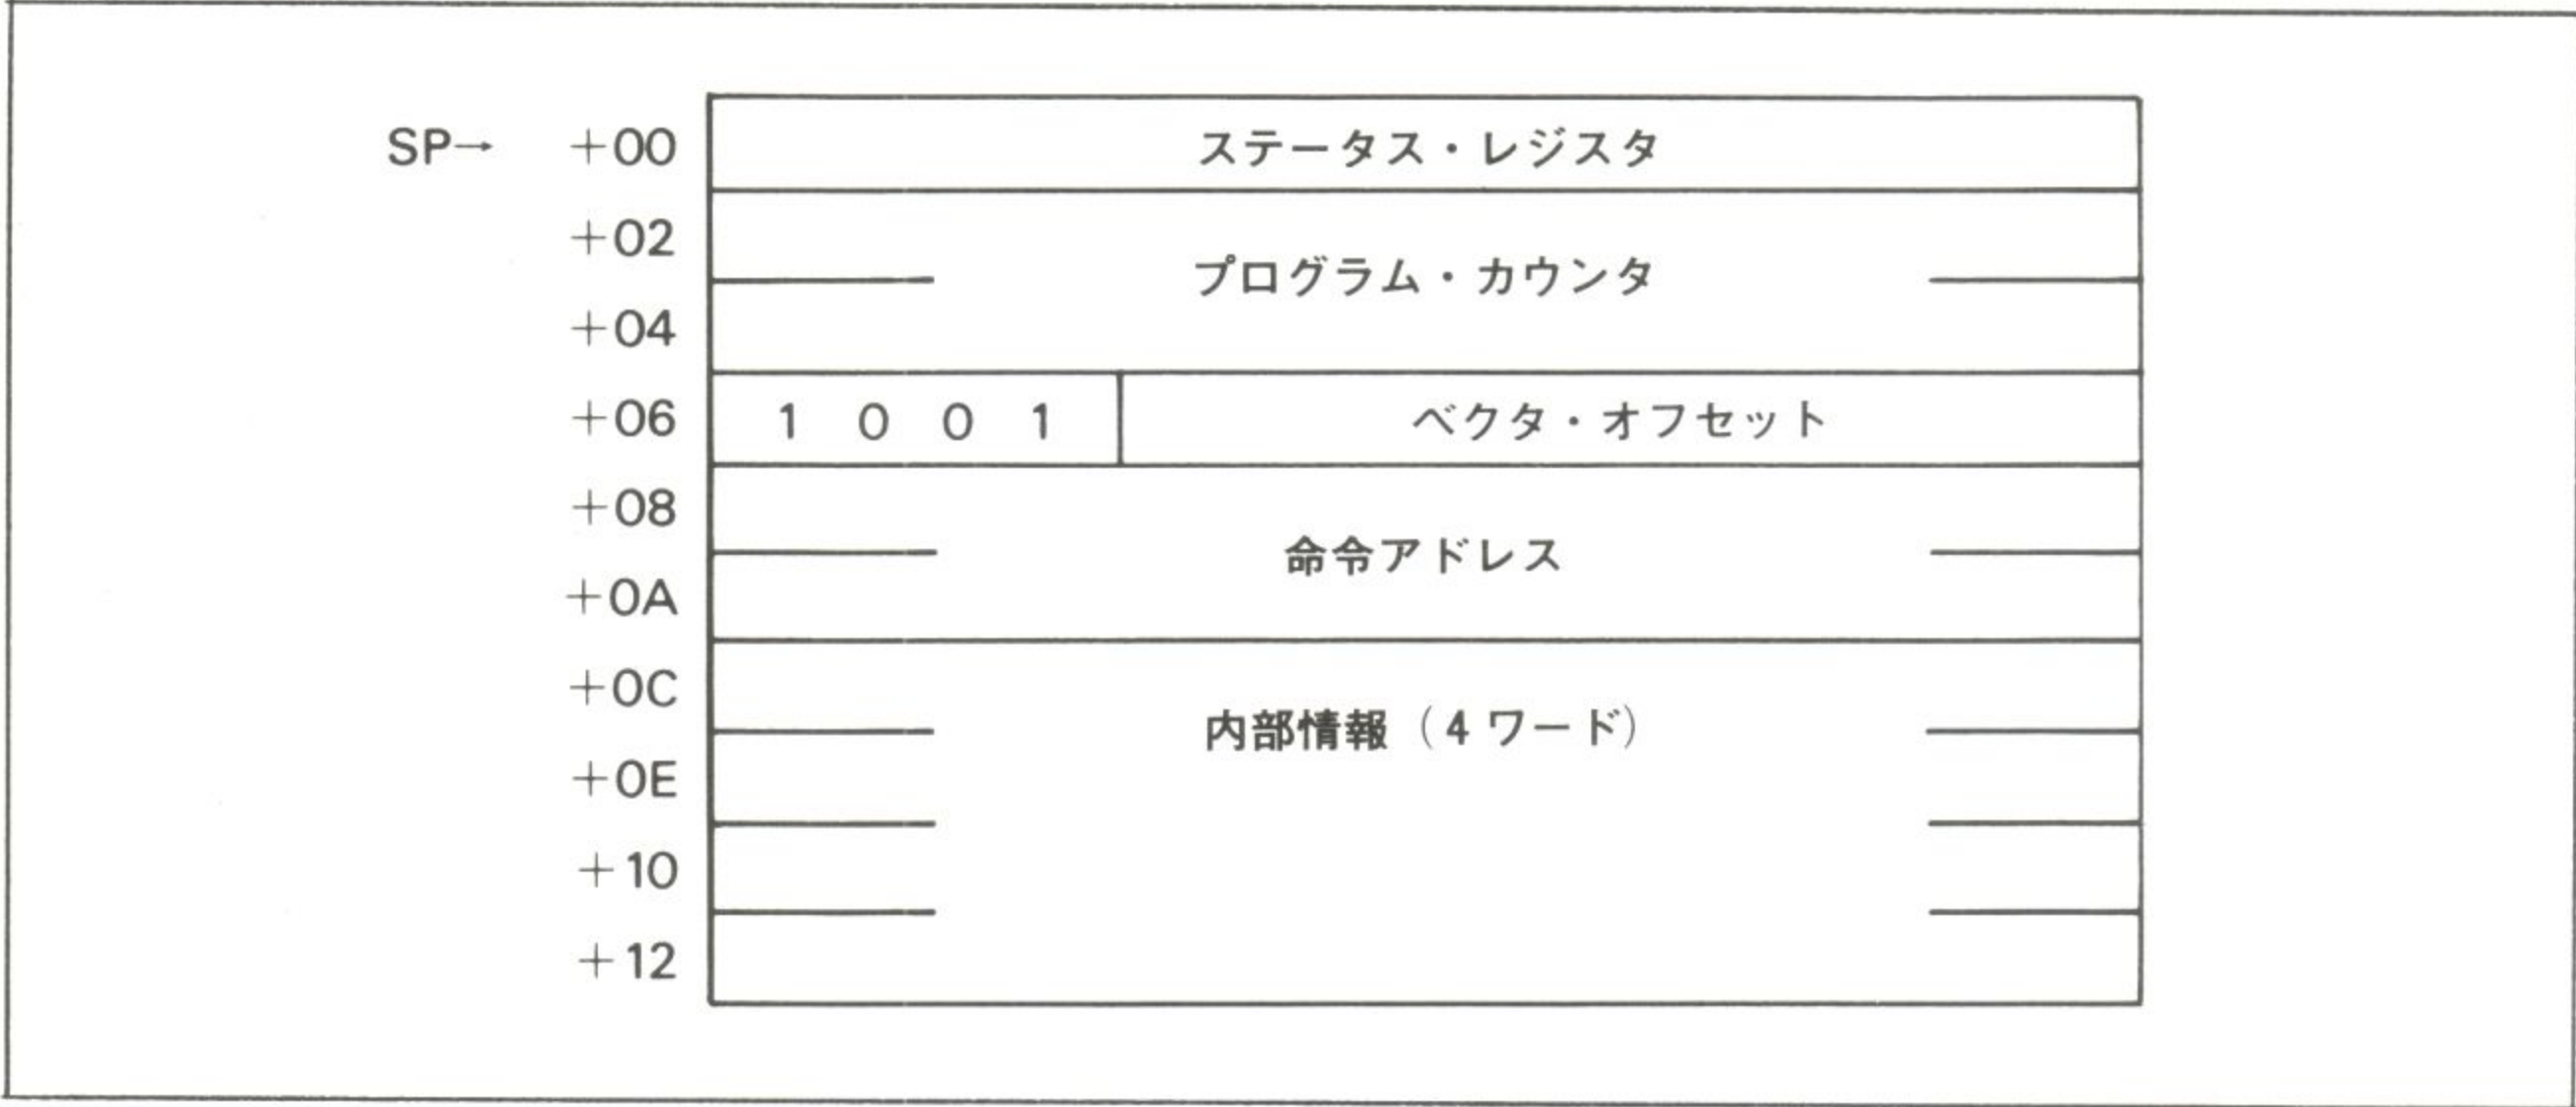 SP→ +00 ステータス・レジスタ
+02
プログラム・カウンタ
+04
+06 1 0 0 1 ベクタ・オフセット
+08
命令アドレス
+0A
+0C
内部情報（4 ワード）
+0E
+10
+12